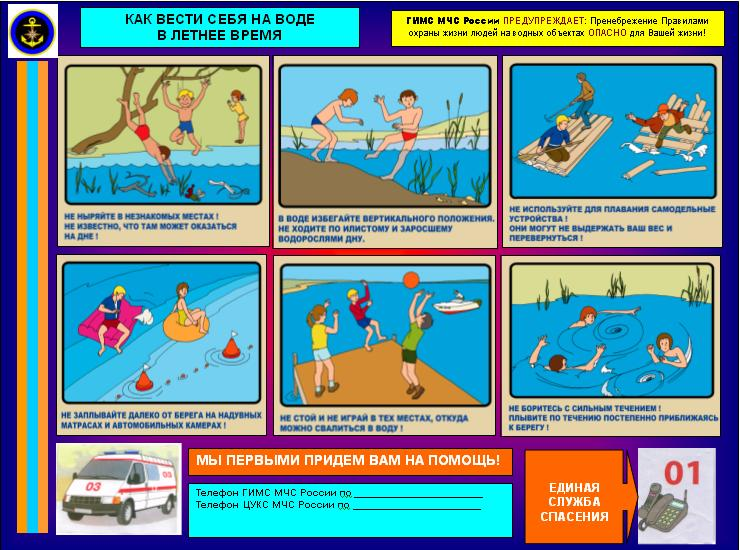 КАК ВЕСТИ СЕБЯ НА ВОДЕ
В ЛЕТНЕЕ ВРЕМЯ
ГИМС МЧС России ПРЕДУПРЕЖДАЕТ: Пренебрежение Правилами
охраны жизни людей на водных объектах ОПАСНО для Вашей жизни!
НЕ НЫРЯЙТЕ В НЕЗНАКОМЫХ МЕСТАХ !
НЕ ИЗВЕСТНО, ЧТО ТАМ МОЖЕТ ОКАЗАТЬСЯ
НА ДНЕ !
В ВОДЕ ИЗБЕГАЙТЕ ВЕРТИКАЛЬНОГО ПОЛОЖЕНИЯ.
НЕ ХОДИТЕ ПО ИЛИСТОМУ И ЗАРОСШЕМУ
ВОДОРОСЛЯМИ ДНУ.
НЕ ИСПОЛЬЗУЙТЕ ДЛЯ ПЛАВАНИЯ САМОДЕЛЬНЫЕ
УСТРОЙСТВА !
ОНИ МОГУТ НЕ ВЫДЕРЖАТЬ ВАШ ВЕС И
ПЕРЕВЕРНУТЬСЯ !
НЕ ЗАПЛЫВАЙТЕ ДАЛЕКО ОТ БЕРЕГА НА НАДУВНЫХ
МАТРАСАХ И АВТОМОБИЛЬНЫХ КАМЕРАХ !
НЕ СТОЙ И НЕ ИГРАЙ В ТЕХ МЕСТАХ, ОТКУДА
МОЖНО СВАЛИТЬСЯ В ВОДУ !
НЕ БОРИТЕСЬ С СИЛЬНЫМ ТЕЧЕНИЕМ !
ПЛЫВИТЕ ПО ТЕЧЕНИЮ ПОСТЕПЕННО ПРИБЛИЖАЯСЬ
К БЕРЕГУ !
03
03
МЫ ПЕРВЫМИ ПРИДЕМ ВАМ НА ПОМОЩЬ!
Телефон ГИМС МЧС России по ____________________
Телефон ЦУКС МЧС России по ____________________
ЕДИНАЯ
СЛУЖБА
СПАСЕНИЯ
01